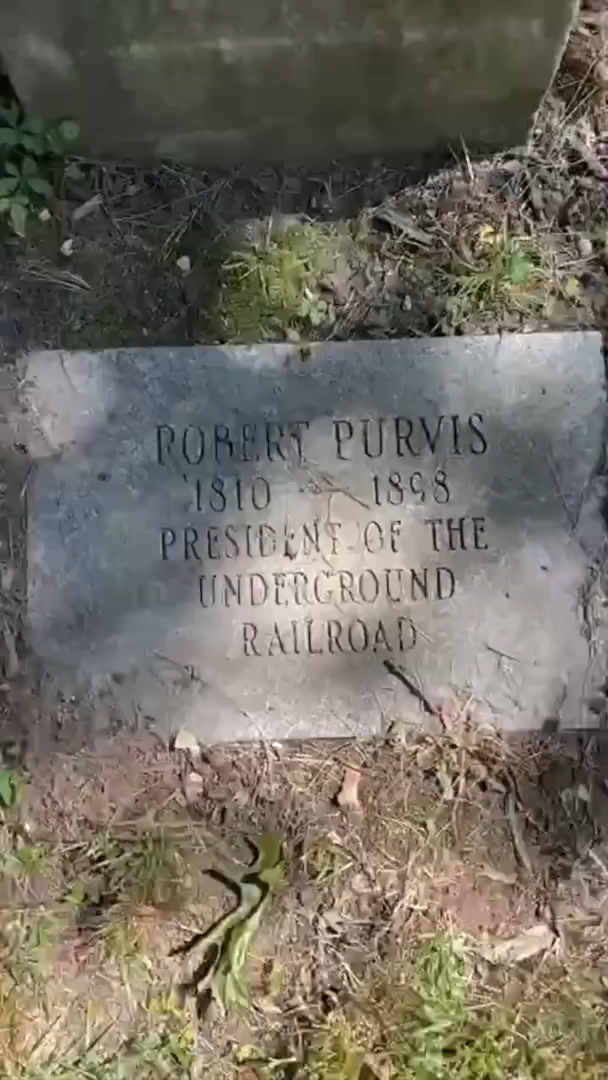 ROBERT PURVIS
1810 - 1898
PRESIDENT OF THE
UNDERGROUND
RAILROAD